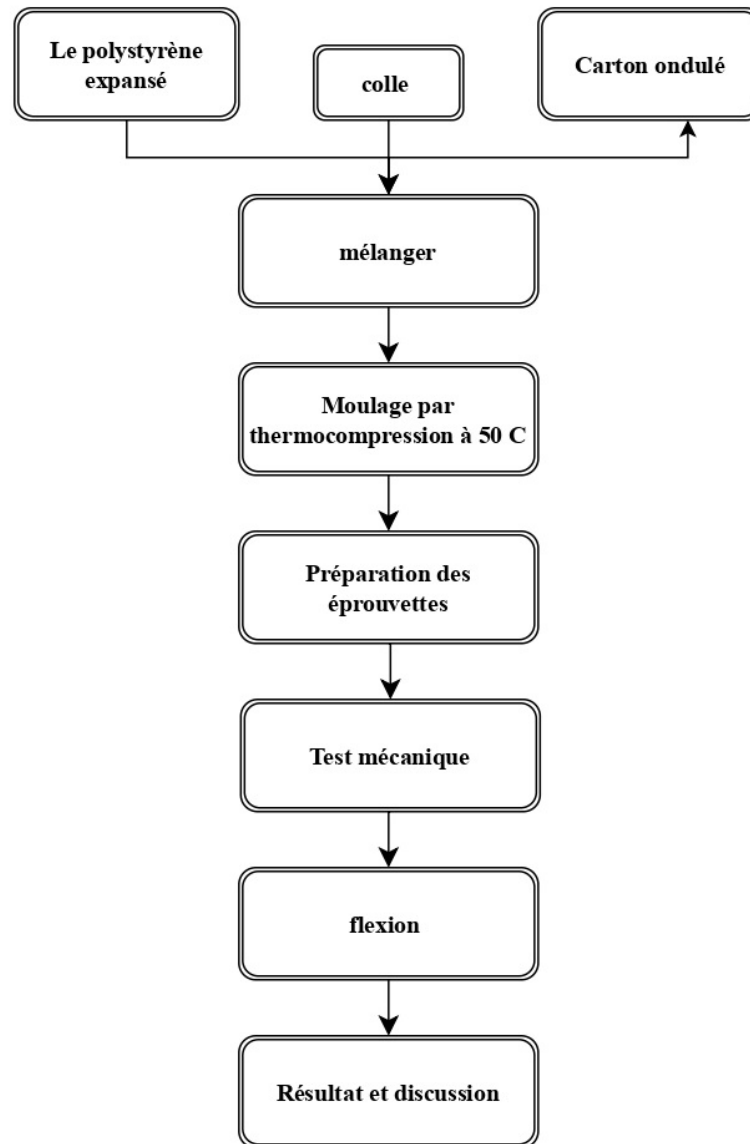 Le polystyrène
expansé
colle
Carton ondulé
mélanger
Moulage par
thermocompression à 50 C
Préparation des
éprouvettes
Test mécanique
flexion
Résultat et discussion